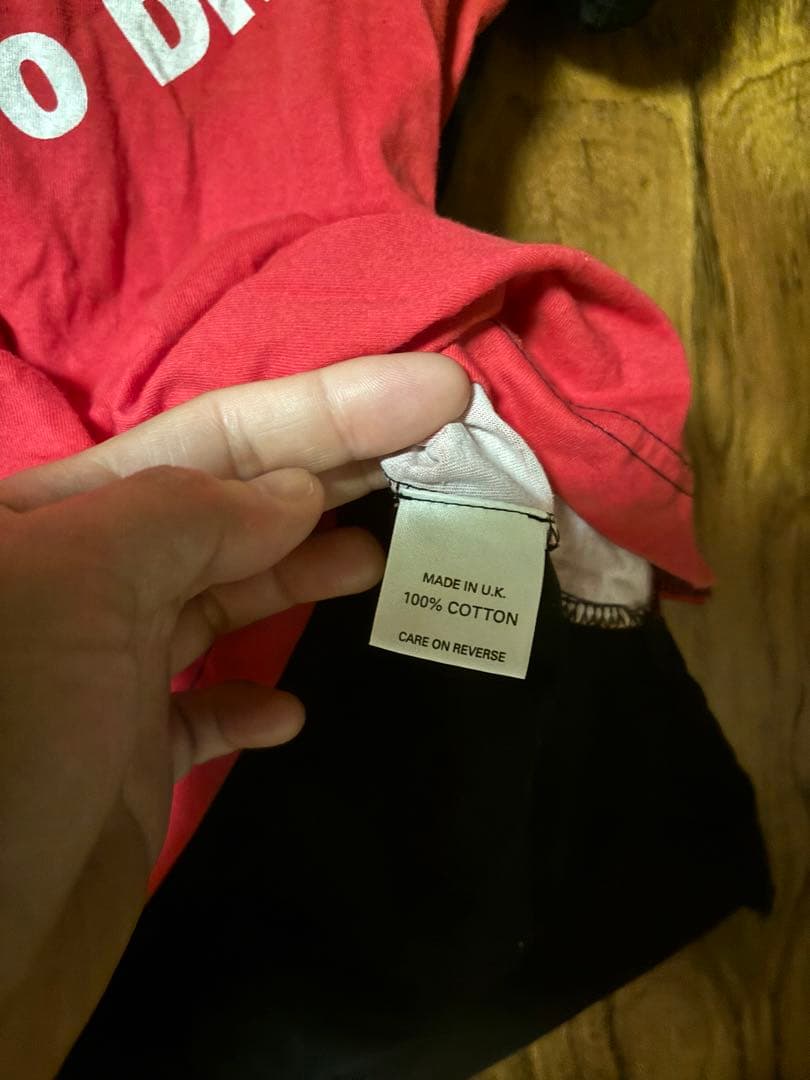 MADE IN U.K.
100% COTTON
CARE ON REVERSE